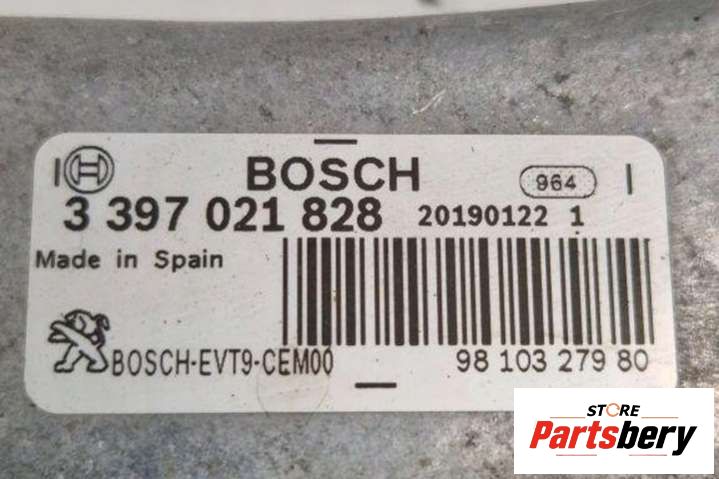 BOSCH 964
3 397 021 828 20190122 1
Made in Spain
BOSCH-EVT9-CEM00 98 103 279 80
STORE
Partsbery